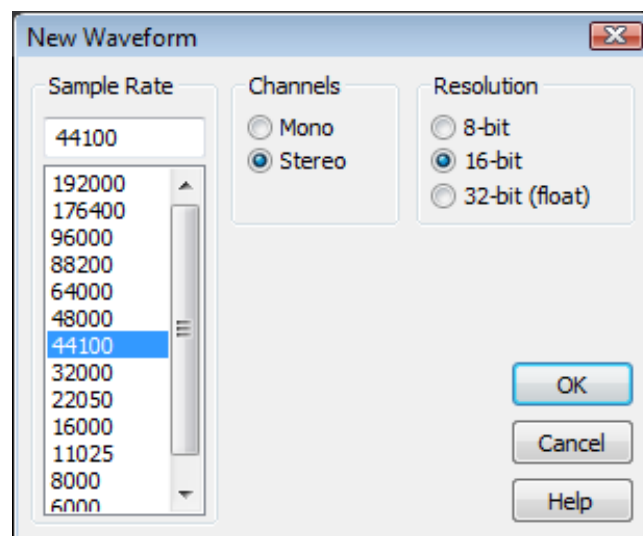 New Waveform
Sample Rate
44100
192000
176400
96000
88200
64000
48000
44100
32000
22050
16000
11025
8000
6000
Channels
Mono
Stereo
Resolution
8-bit
16-bit
32-bit (float)
OK
Cancel
Help